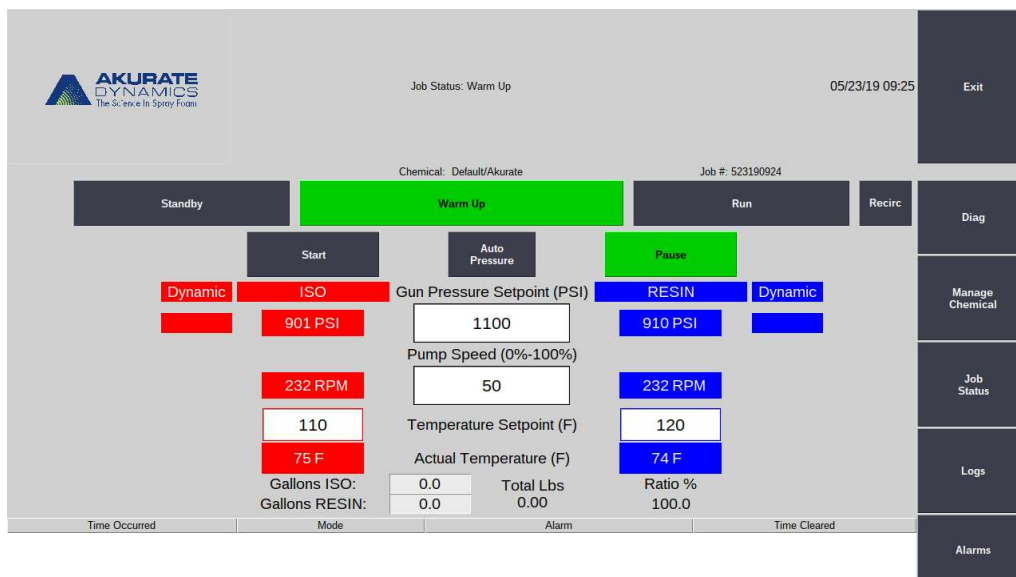 AKURATE
DYNAMICS
The Science In Spray Foam
Job Status: Warm Up
05/23/19 09:25
Exit
Chemical: Default/Akurate
Job #: 523190924
Standby
Warm Up
Run
Recirc
Diag
Start
Auto
Pressure
Pause
Dynamic
ISO
Gun Pressure Setpoint (PSI)
RESIN
Dynamic
Manage
Chemical
901 PSI
1100
910 PSI
Pump Speed (0%-100%)
232 RPM
50
232 RPM
Job
Status
110
Temperature Setpoint (F)
120
75 F
Actual Temperature (F)
74 F
Logs
Gallons ISO:
0.0
Total Lbs
Ratio %
Gallons RESIN:
0.0
0.00
100.0
Time Occurred
Mode
Alarm
Time Cleared
Alarms